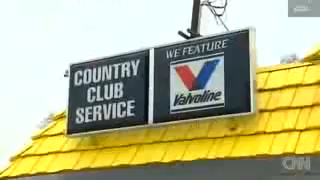 COUNTRY
CLUB
SERVICE
WE FEATURE
Valvoline
CNN